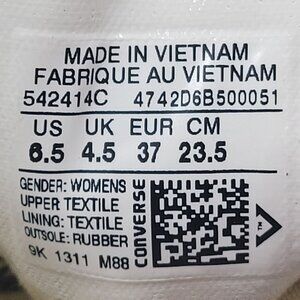 MADE IN VIETNAM
FABRIQUE AU VIETNAM
542414C 4742D6B500051
US UK EUR CM
6.5 4.5 37 23.5
GENDER: WOMENS
UPPER TEXTILE
LINING: TEXTILE
OUTSOLE: RUBBER
9K 1311 M88
CONVERSE